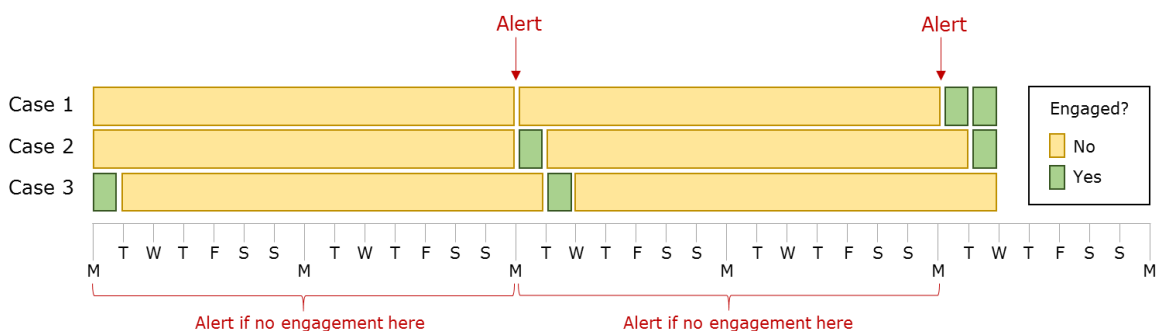 Alert Alert
Case 1
Case 2
Case 3
Engaged?
No
Yes
T W T F S S T W T F S S T W T F S S T W T F S S T W T F S S
M M M M M M
Alert if no engagement here Alert if no engagement here